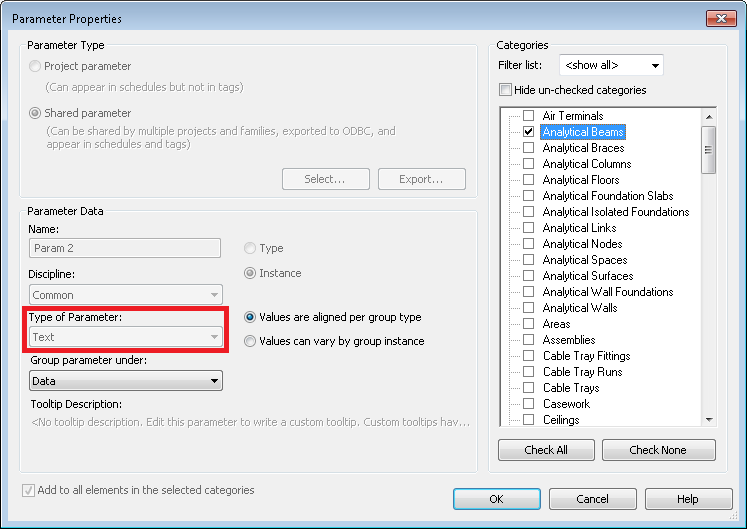 Parameter Properties
Parameter Type
Project parameter
(Can appear in schedules but not in tags)
Shared parameter
(Can be shared by multiple projects and families, exported to ODBC, and
appear in schedules and tags)
Select...
Export...
Parameter Data
Name:
Param 2
Type
Discipline:
Instance
Common
Type of Parameter:
Values are aligned per group type
Text
Values can vary by group instance
Group parameter under:
Data
Tooltip Description:
<No tooltip description. Edit this parameter to write a custom tooltip. Custom tooltips hav...
Add to all elements in the selected categories
Categories
Filter list:
<show all>
Hide un-checked categories
Air Terminals
Analytical Beams
Analytical Braces
Analytical Columns
Analytical Floors
Analytical Foundation Slabs
Analytical Isolated Foundations
Analytical Links
Analytical Nodes
Analytical Spaces
Analytical Surfaces
Analytical Wall Foundations
Analytical Walls
Areas
Assemblies
Cable Tray Fittings
Cable Tray Runs
Cable Trays
Casework
Ceilings
Check All
Check None
OK
Cancel
Help